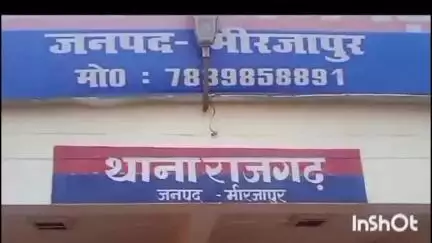 जनपद- मीरजापुर
मो0 : 7839858891
थाना राजगढ़
जनपद - मीरजापुर
InShOt